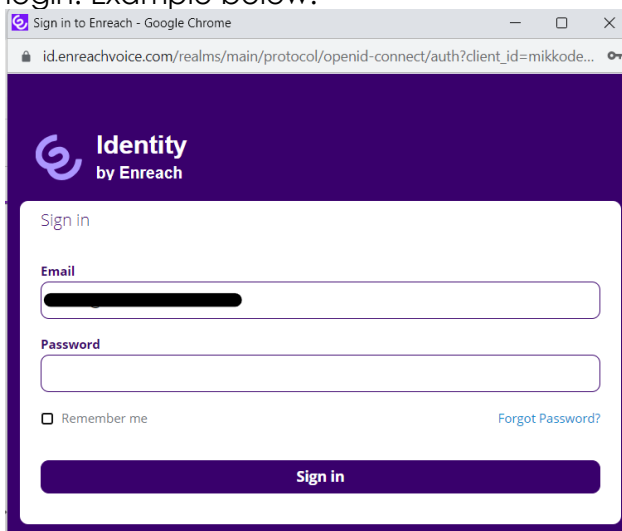 login. Example below:
Sign in to Enreach - Google Chrome
id.enreachvoice.com/realms/main/protocol/openid-connect/auth?client_id=mikkode...
Identity
by Enreach
Sign in
Email
Password
Remember me
Forgot Password?
Sign in